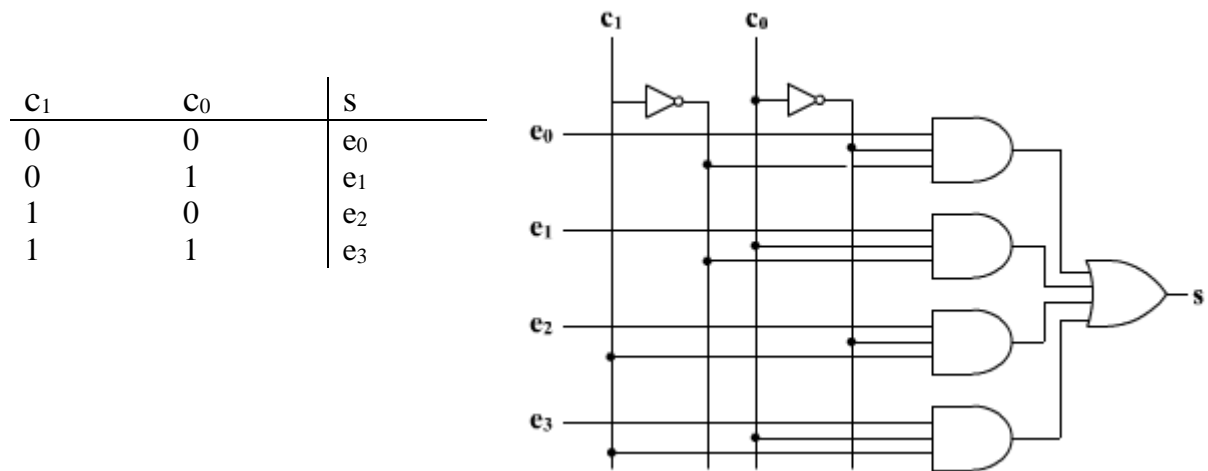 c₁ c₀ s
0 0 e₀
0 1 e₁
1 0 e₂
1 1 e₃
c₁ c₀
e₀
e₁
e₂
e₃
s